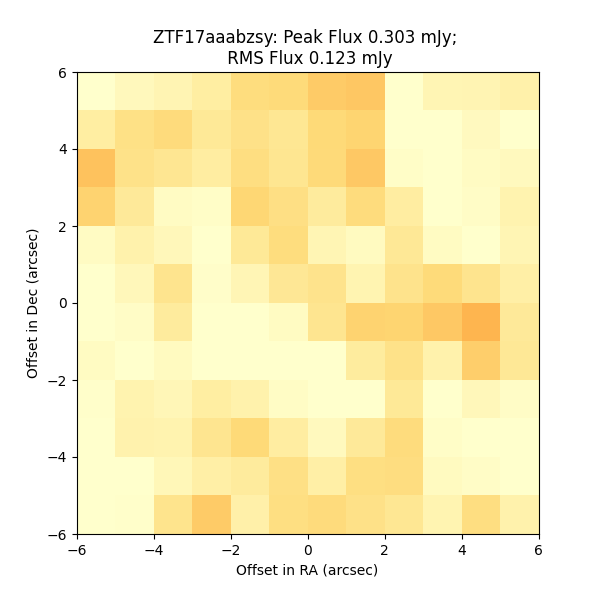 ZTF17aaabzsy: Peak Flux 0.303 mJy;
RMS Flux 0.123 mJy
6
4
2
0
−2
−4
−6
Offset in Dec (arcsec)
−6 −4 −2 0 2 4 6
Offset in RA (arcsec)